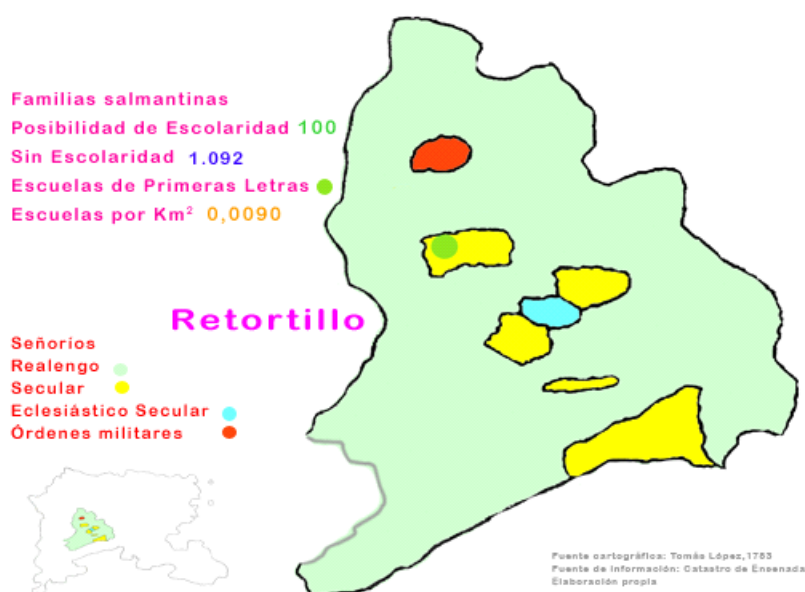 Familias salmantinas
Posibilidad de Escolaridad 100
Sin Escolaridad 1.092
Escuelas de Primeras Letras
Escuelas por Km² 0,0090
Retortillo
Señorios
Realengo
Secular
Eclesiástico Secular
Órdenes militares
Fuente cartográfica: Tomás López,1783
Fuente de información: Catastro de Ensenada
Elaboración propia